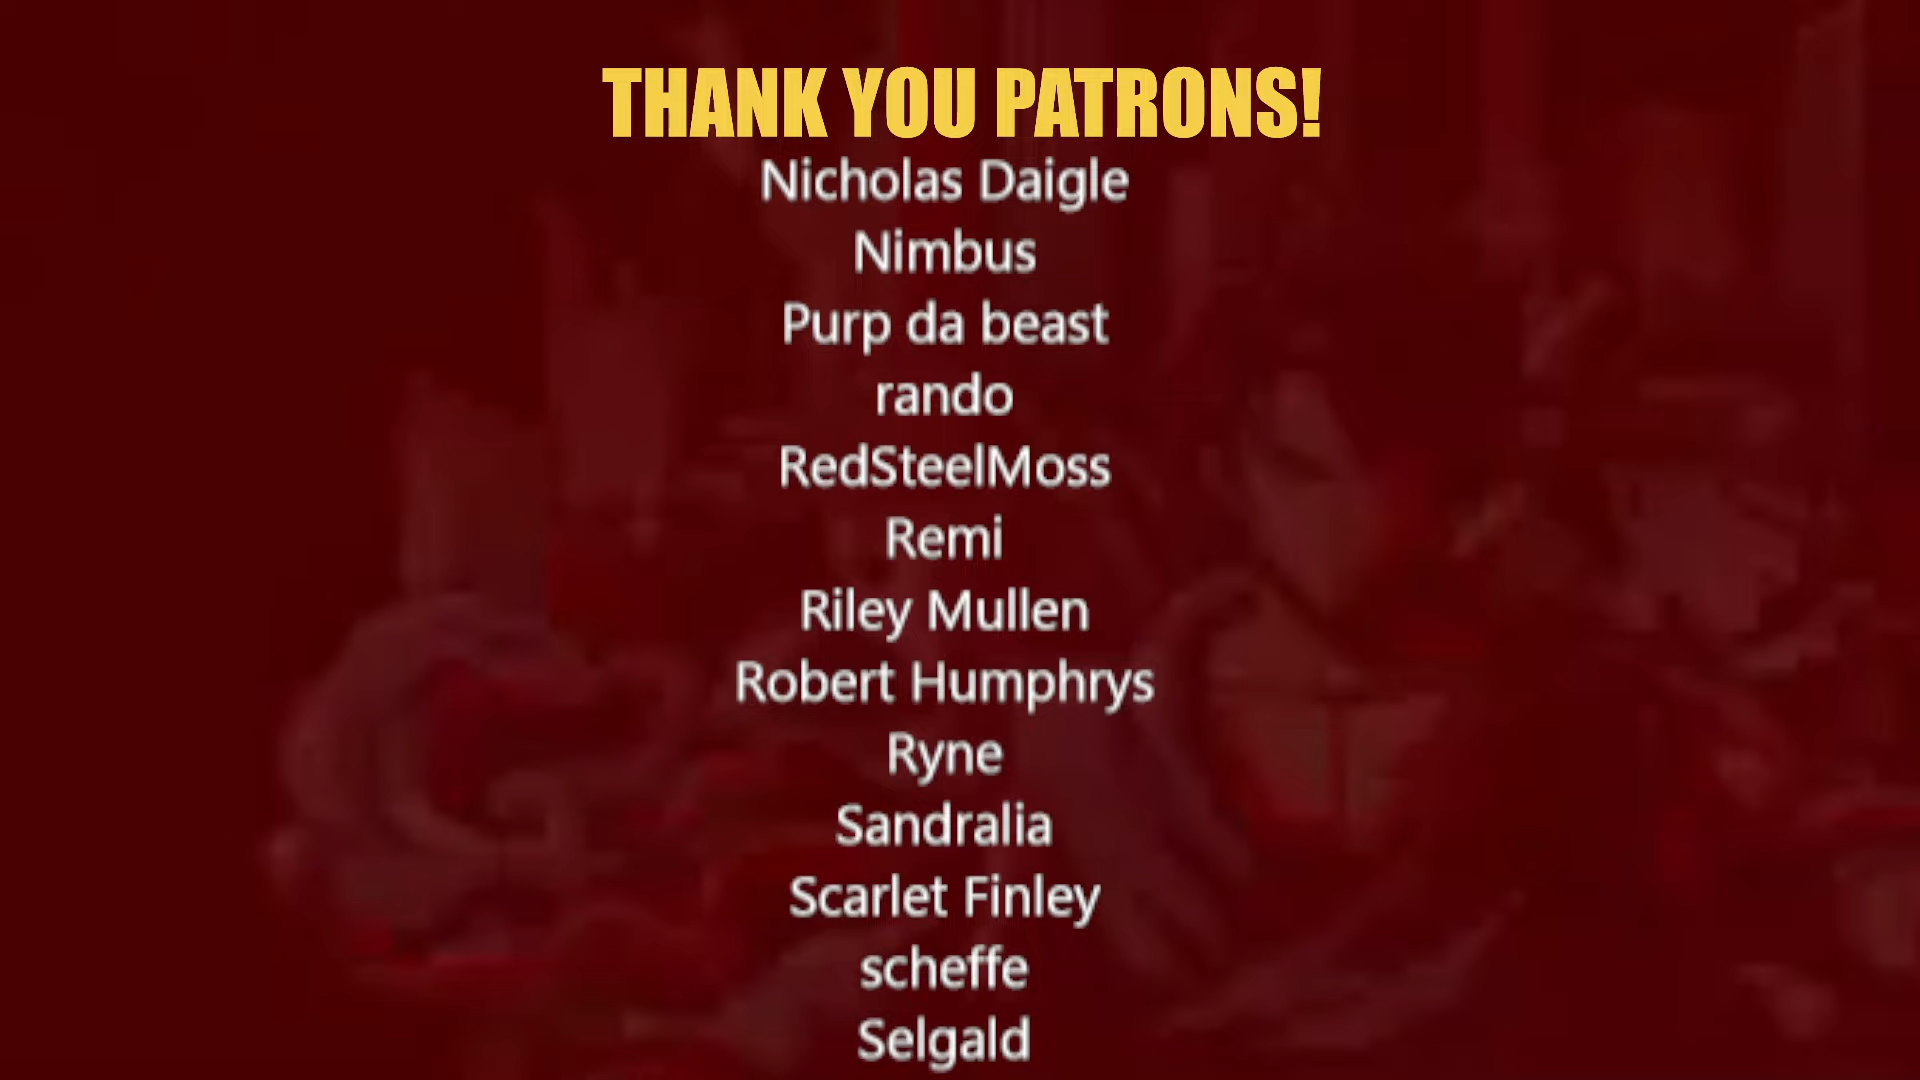 THANK YOU PATRONS!
Nicholas Daigle
Nimbus
Purp da beast
rando
RedSteelMoss
Remi
Riley Mullen
Robert Humphrys
Ryne
Sandralia
Scarlet Finley
scheffe
Selgald